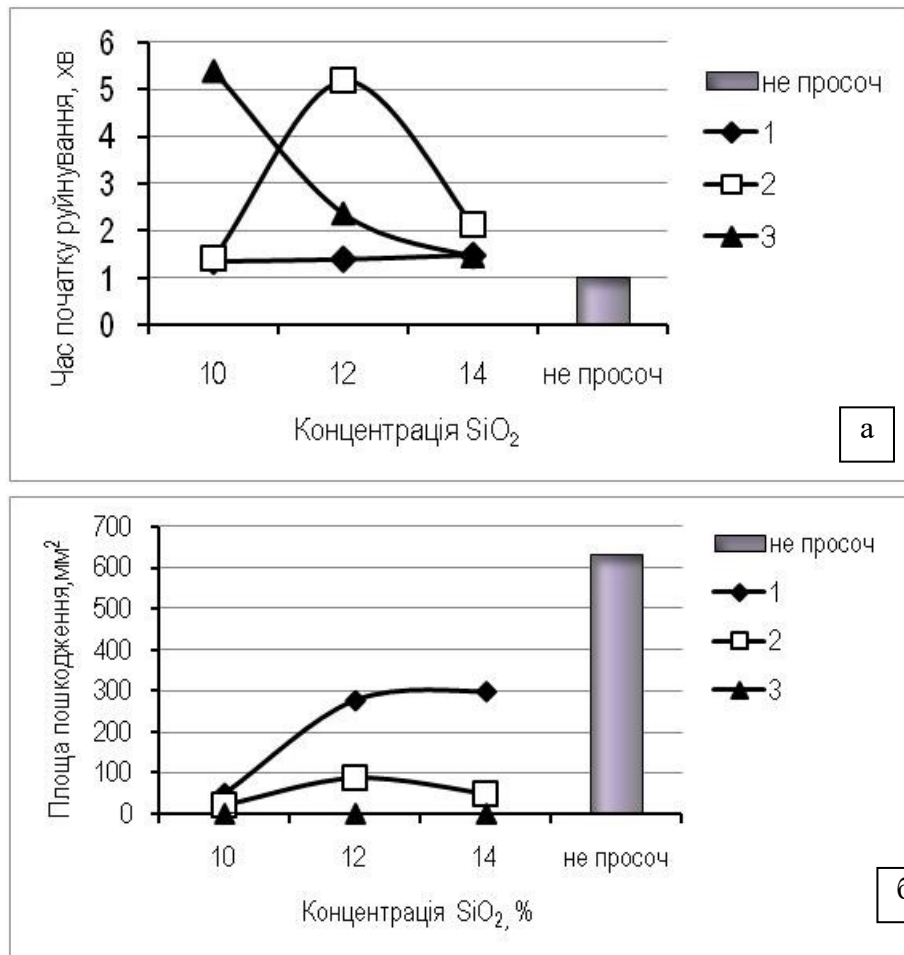 Час початку руйнування, хв
6
5
4
3
2
1
0
10 12 14 не просоч
Концентрація SiO₂
не просоч
1
2
3
а
Площа пошкодження,мм²
700
600
500
400
300
200
100
0
10 12 14 не просоч
Концентрація SiO₂, %
не просоч
1
2
3
б